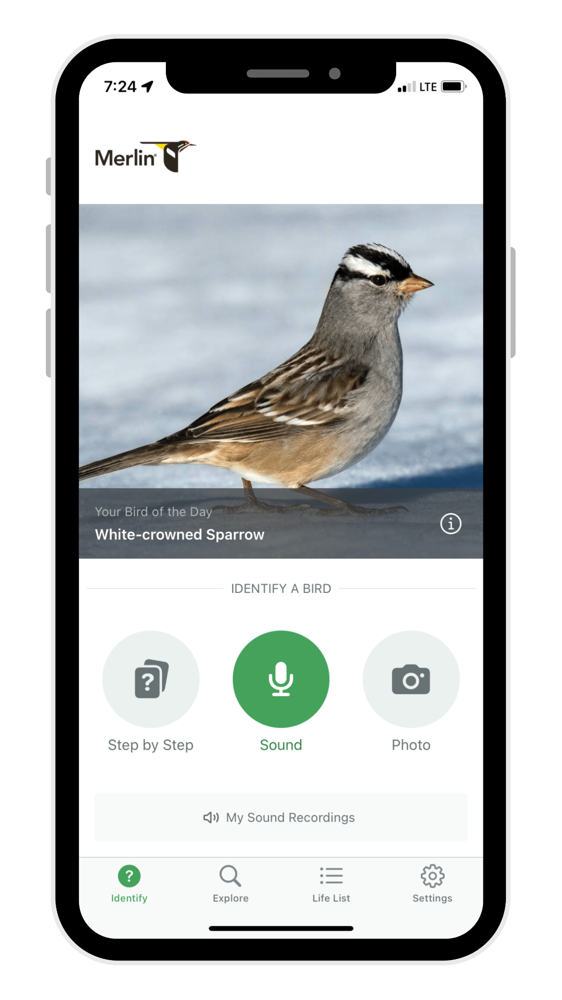 7:24 LTE
Merlin®
Your Bird of the Day
White-crowned Sparrow
IDENTIFY A BIRD
Step by Step Sound Photo
My Sound Recordings
Identify Explore Life List Settings